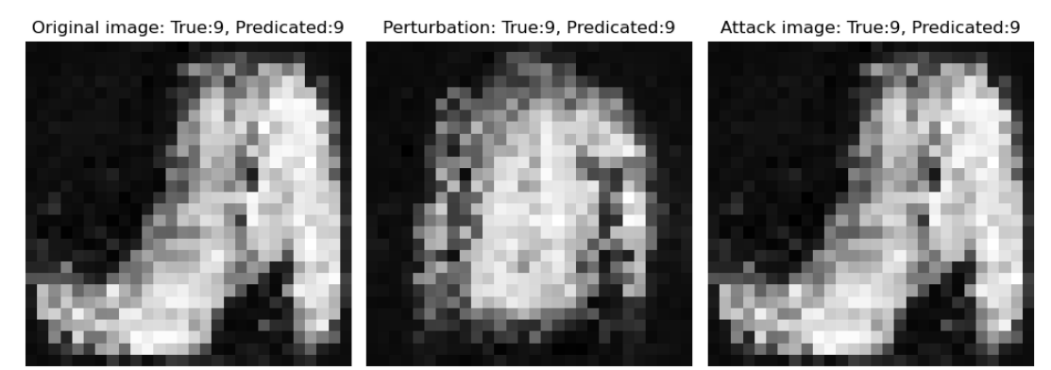 Original image: True:9, Predicated:9
Perturbation: True:9, Predicated:9
Attack image: True:9, Predicated:9